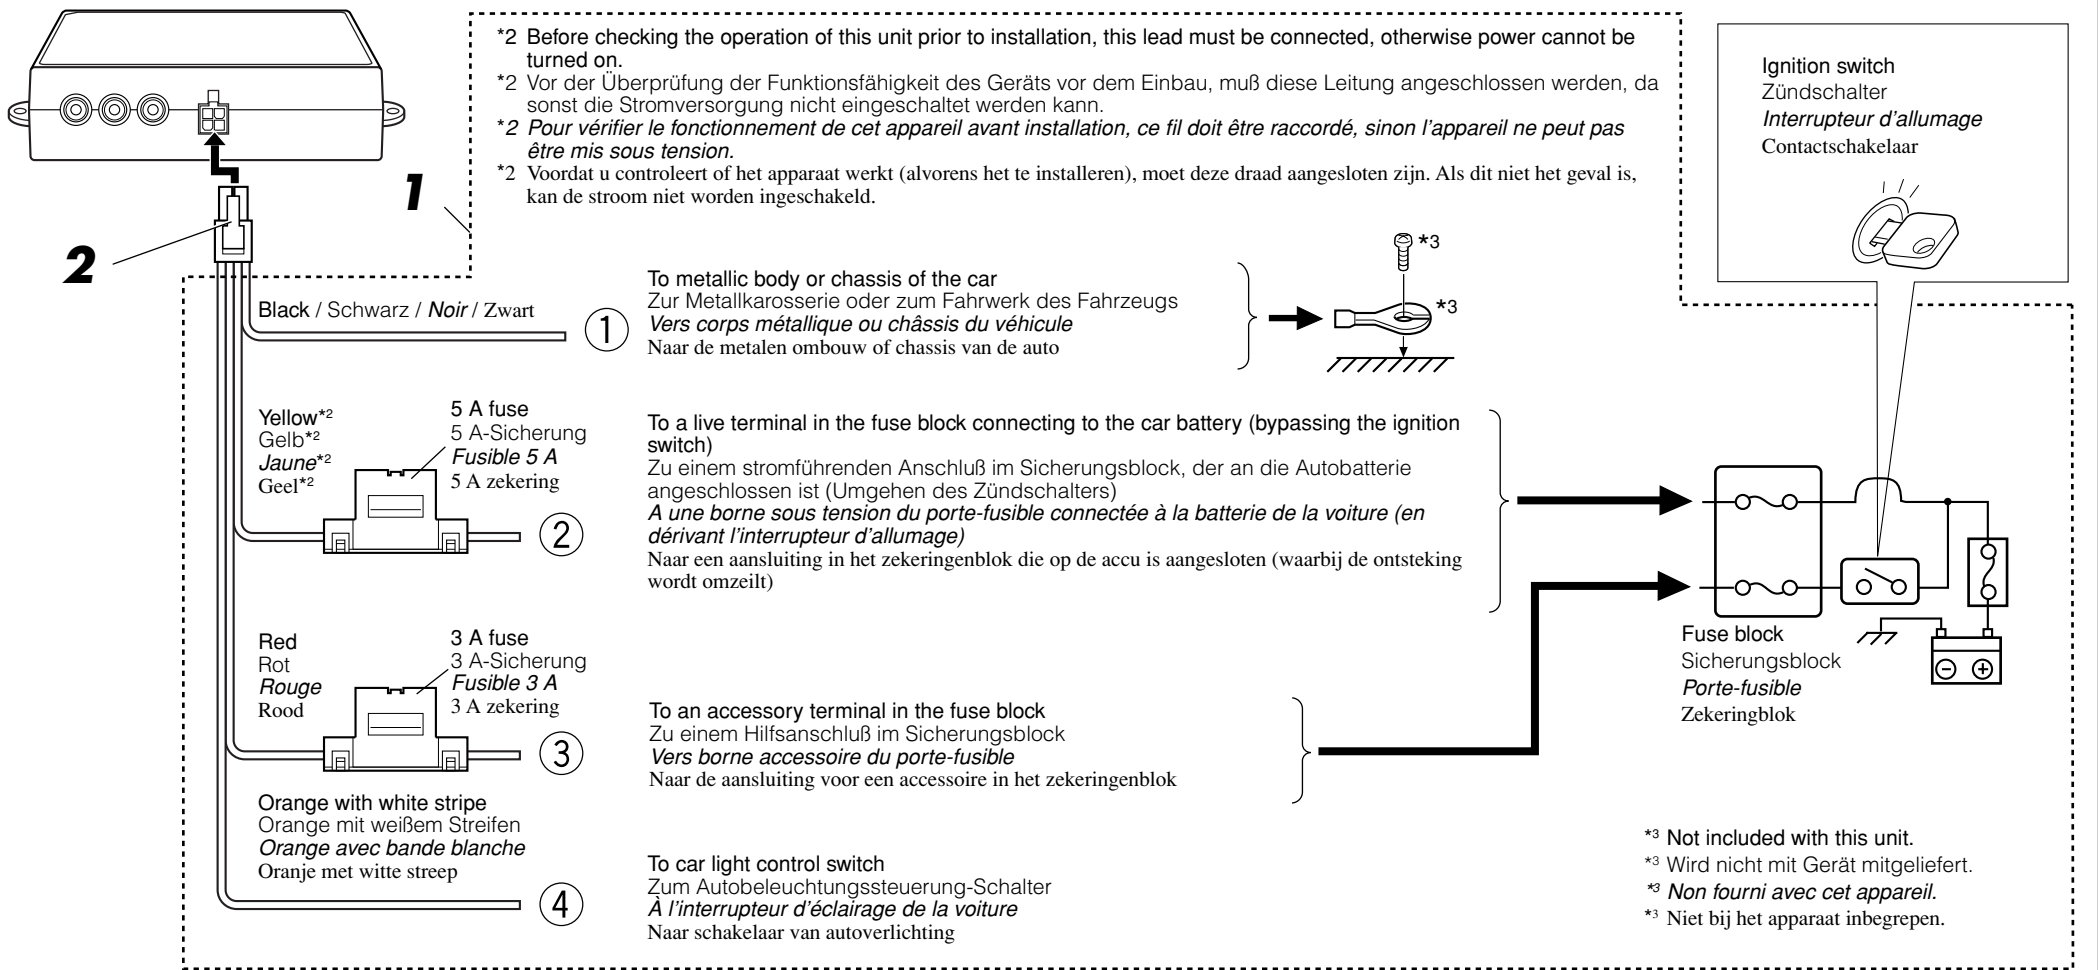 *2 Before checking the operation of this unit prior to installation, this lead must be connected, otherwise power cannot be
turned on.
*2 Vor der Überprüfung der Funktionsfähigkeit des Geräts vor dem Einbau, muß diese Leitung angeschlossen werden, da
sonst die Stromversorgung nicht eingeschaltet werden kann.
*2 Pour vérifier le fonctionnement de cet appareil avant installation, ce fil doit être raccordé, sinon l'appareil ne peut pas
être mis sous tension.
*2 Voordat u controleert of het apparaat werkt (alvorens het te installeren), moet deze draad aangesloten zijn. Als dit niet het geval is,
kan de stroom niet worden ingeschakeld.
Ignition switch
Zündschalter
Interrupteur d'allumage
Contactschakelaar
1
2
Black / Schwarz / Noir / Zwart
1
To metallic body or chassis of the car
Zur Metallkarosserie oder zum Fahrwerk des Fahrzeugs
Vers corps métallique ou châssis du véhicule
Naar de metalen ombouw of chassis van de auto
*3
*3
Yellow*2
Gelb*2
Jaune*2
Geel*2
5 A fuse
5 A-Sicherung
Fusible 5 A
5 A zekering
2
To a live terminal in the fuse block connecting to the car battery (bypassing the ignition
switch)
Zu einem stromführenden Anschluß im Sicherungsblock, der an die Autobatterie
angeschlossen ist (Umgehen des Zündschalters)
A une borne sous tension du porte-fusible connectée à la batterie de la voiture (en
dérivant l'interrupteur d'allumage)
Naar een aansluiting in het zekeringenblok die op de accu is aangesloten (waarbij de ontsteking
wordt omzeilt)
Red
Rot
Rouge
Rood
3 A fuse
3 A-Sicherung
Fusible 3 A
3 A zekering
3
To an accessory terminal in the fuse block
Zu einem Hilfsanschluß im Sicherungsblock
Vers borne accessoire du porte-fusible
Naar de aansluiting voor een accessoire in het zekeringenblok
Fuse block
Sicherungsblock
Porte-fusible
Zekeringblok
Orange with white stripe
Orange mit weißem Streifen
Orange avec bande blanche
Oranje met witte streep
4
To car light control switch
Zum Autobeleuchtungssteuerung-Schalter
À l'interrupteur d'éclairage de la voiture
Naar schakelaar van autoverlichting
*3 Not included with this unit.
*3 Wird nicht mit Gerät mitgeliefert.
*3 Non fourni avec cet appareil.
*3 Niet bij het apparaat inbegrepen.